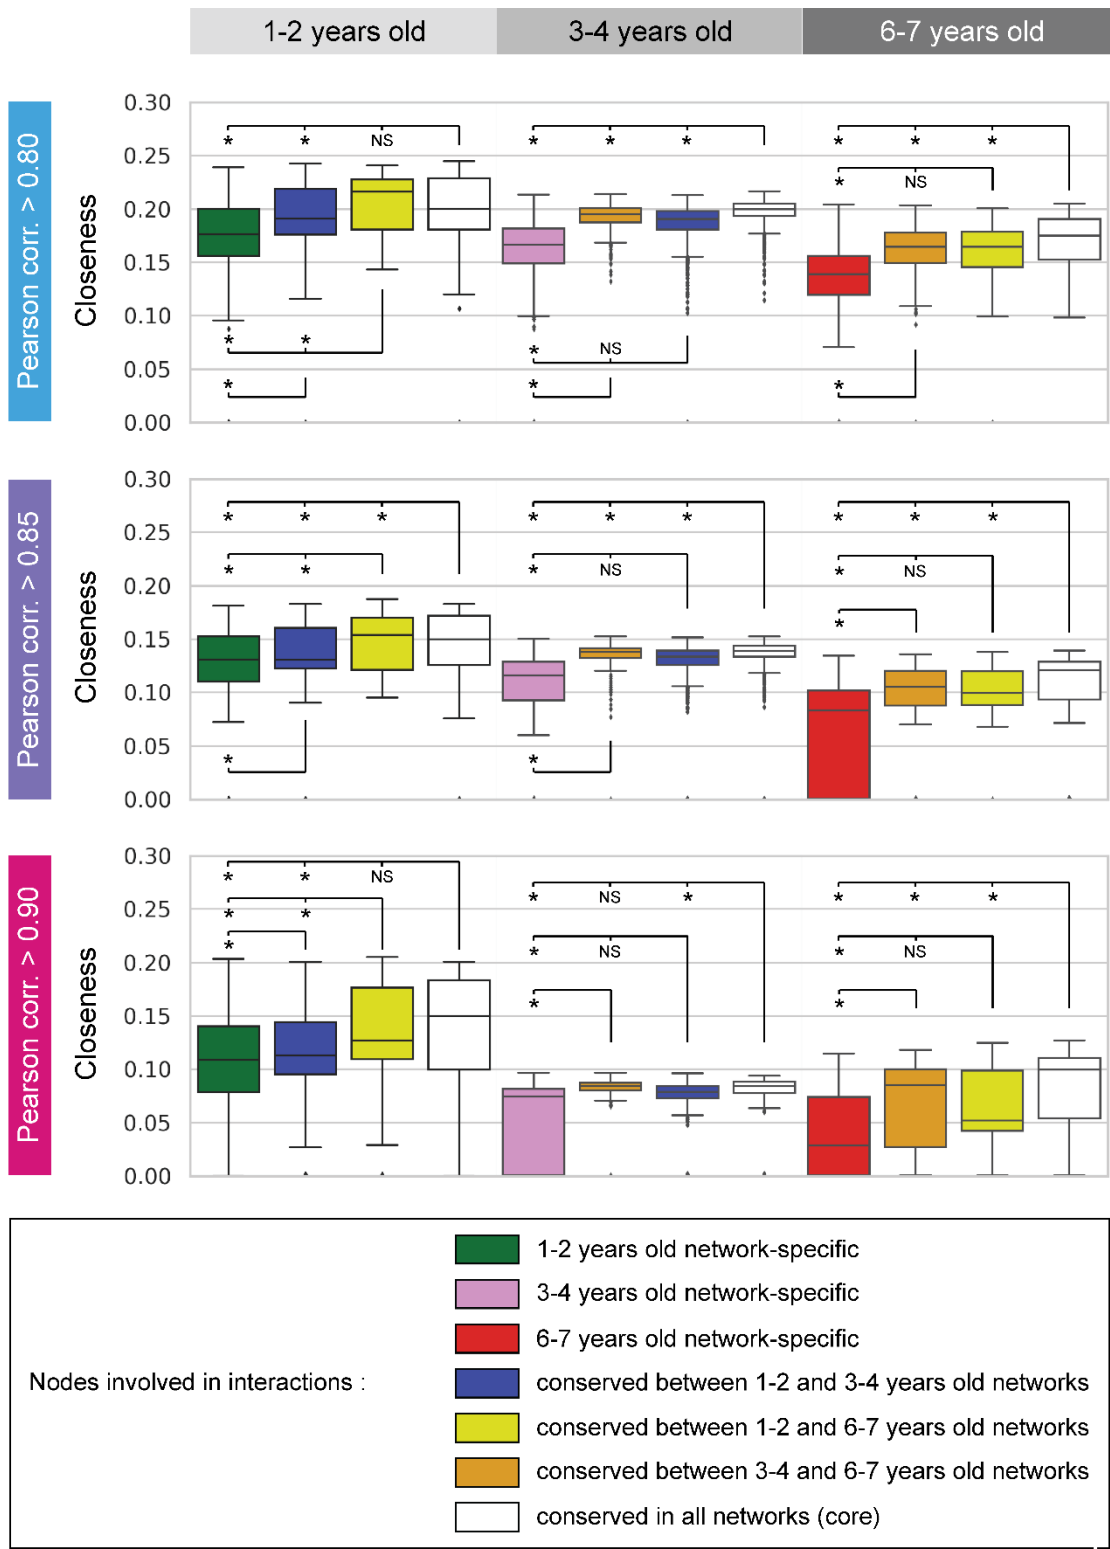 1-2 years old 3-4 years old 6-7 years old
Pearson corr. > 0.80
Closeness
0.30
0.25
0.20
0.15
0.10
0.05
0.00
* * NS * * * * * *
* NS
* * * NS
* * *
Pearson corr. > 0.85
Closeness
0.30
0.25
0.20
0.15
0.10
0.05
0.00
* * * * * * * * *
* * * NS * NS
*
* *
Pearson corr. > 0.90
Closeness
0.30
0.25
0.20
0.15
0.10
0.05
0.00
* * NS * NS * * * *
* * * NS * NS
* * *
Nodes involved in interactions :
1-2 years old network-specific
3-4 years old network-specific
6-7 years old network-specific
conserved between 1-2 and 3-4 years old networks
conserved between 1-2 and 6-7 years old networks
conserved between 3-4 and 6-7 years old networks
conserved in all networks (core)